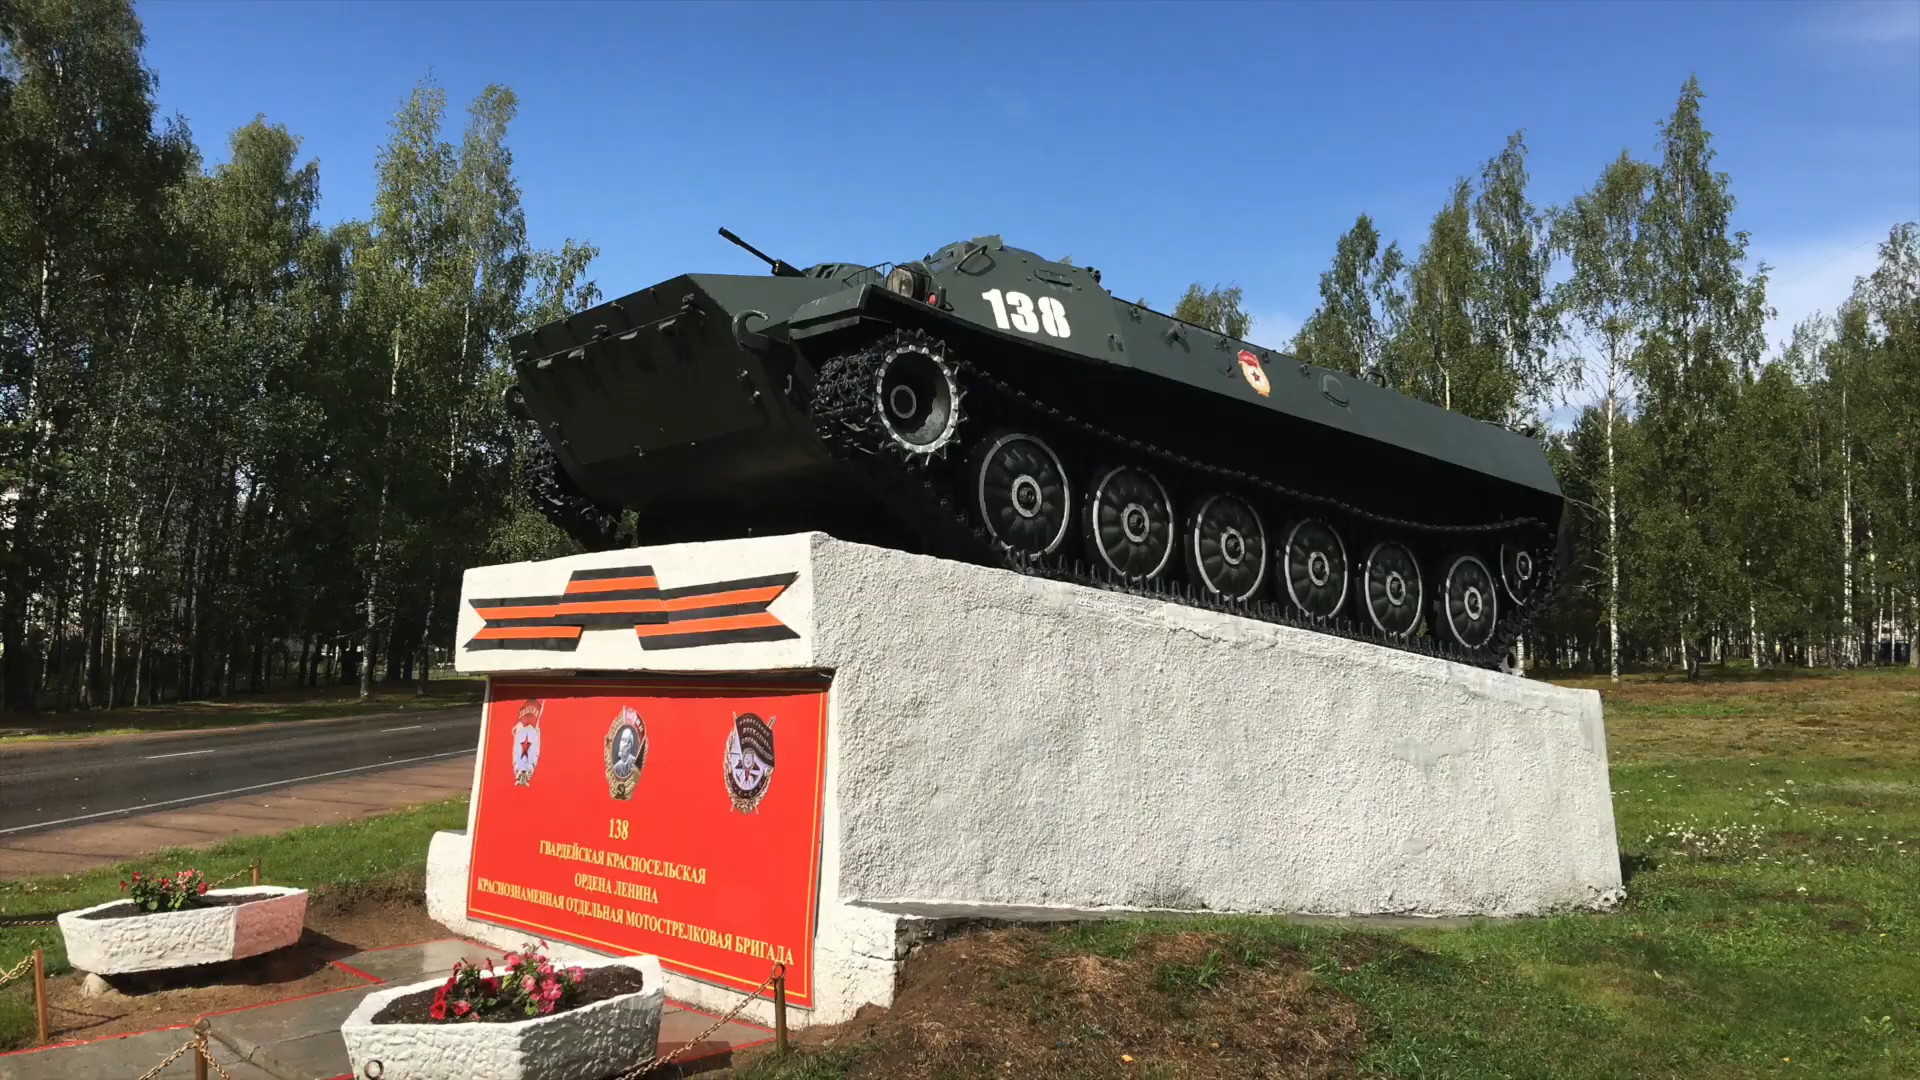 138
138
ГВАРДЕЙСКАЯ КРАСНОСЕЛЬСКАЯ
ОРДЕНА ЛЕНИНА
КРАСНОЗНАМЕННАЯ ОТДЕЛЬНАЯ МОТОСТРЕЛКОВАЯ БРИГАДА